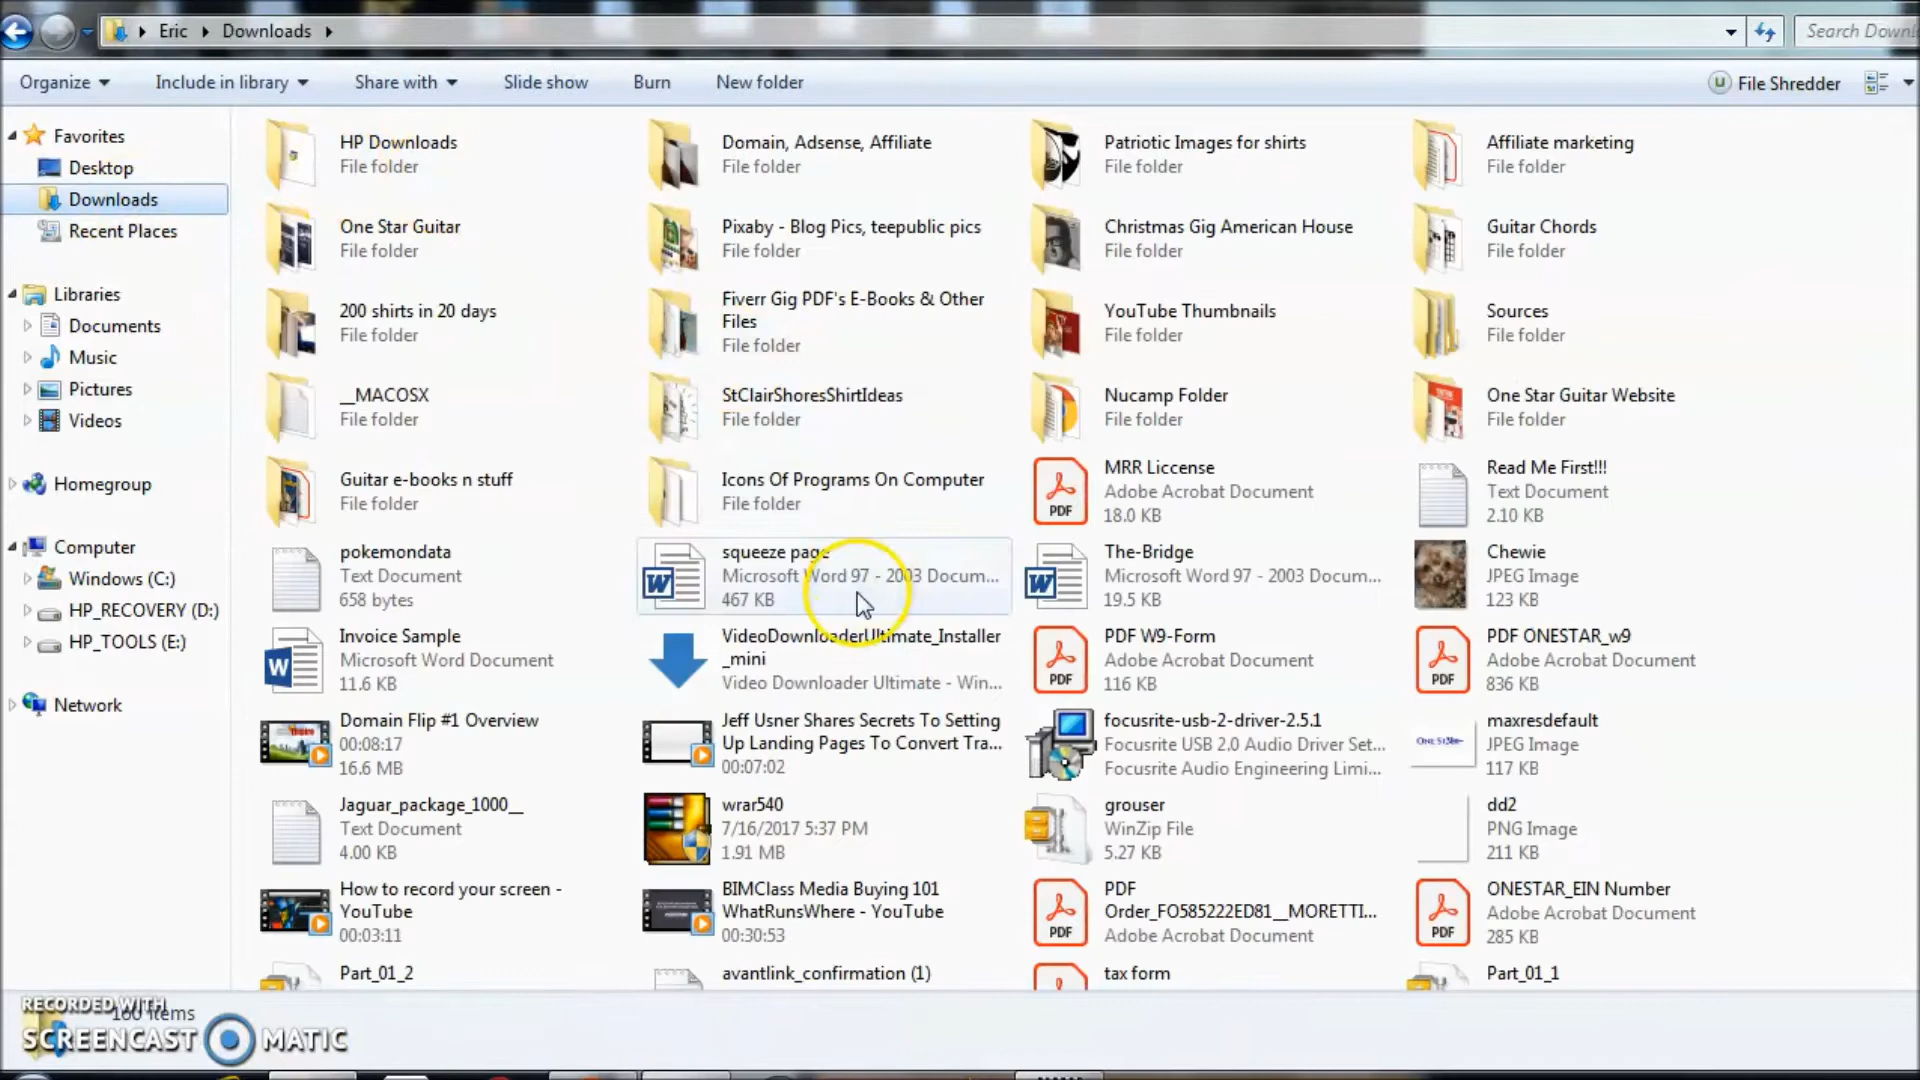 Eric
Downloads
Search Downl
Organize
Include in library
Share with
Slide show
Burn
New folder
File Shredder
Favorites
Desktop
Downloads
Recent Places
Libraries
Documents
Music
Pictures
Videos
Homegroup
Computer
Windows (C:)
HP_RECOVERY (D:)
HP_TOOLS (E:)
Network
HP Downloads
File folder
Domain, Adsense, Affiliate
File folder
Patriotic Images for shirts
File folder
Affiliate marketing
File folder
One Star Guitar
File folder
Pixaby - Blog Pics, teepublic pics
File folder
Christmas Gig American House
File folder
Guitar Chords
File folder
200 shirts in 20 days
File folder
Fiverr Gig PDF's E-Books & Other
Files
File folder
YouTube Thumbnails
File folder
Sources
File folder
__MACOSX
File folder
StClairShoresShirtIdeas
File folder
Nucamp Folder
File folder
One Star Guitar Website
File folder
Guitar e-books n stuff
File folder
Icons Of Programs On Computer
File folder
PDF
MRR Liccense
Adobe Acrobat Document
18.0 KB
Read Me First!!!
Text Document
2.10 KB
pokemondata
Text Document
658 bytes
squeeze page
Microsoft Word 97 - 2003 Docum...
467 KB
The-Bridge
Microsoft Word 97 - 2003 Docum...
19.5 KB
Chewie
JPEG Image
123 KB
Invoice Sample
Microsoft Word Document
11.6 KB
VideoDownloaderUltimate_Installer
_mini
Video Downloader Ultimate - Win...
PDF
PDF W9-Form
Adobe Acrobat Document
116 KB
PDF
PDF ONESTAR_w9
Adobe Acrobat Document
836 KB
Domain Flip #1 Overview
00:08:17
16.6 MB
Jeff Usner Shares Secrets To Setting
Up Landing Pages To Convert Tra...
00:07:02
focusrite-usb-2-driver-2.5.1
Focusrite USB 2.0 Audio Driver Set...
Focusrite Audio Engineering Limi...
maxresdefault
JPEG Image
117 KB
Jaguar_package_1000__
Text Document
4.00 KB
wrar540
7/16/2017 5:37 PM
1.91 MB
grouser
WinZip File
5.27 KB
dd2
PNG Image
211 KB
How to record your screen -
YouTube
00:03:11
BIMClass Media Buying 101
WhatRunsWhere - YouTube
00:30:53
PDF
PDF
Order_FO585222ED81__MORETTI...
Adobe Acrobat Document
PDF
ONESTAR_EIN Number
Adobe Acrobat Document
285 KB
Part_01_2
avantlink_confirmation (1)
tax form
Part_01_1
160 items
RECORDED WITH
SCREENCAST MATIC